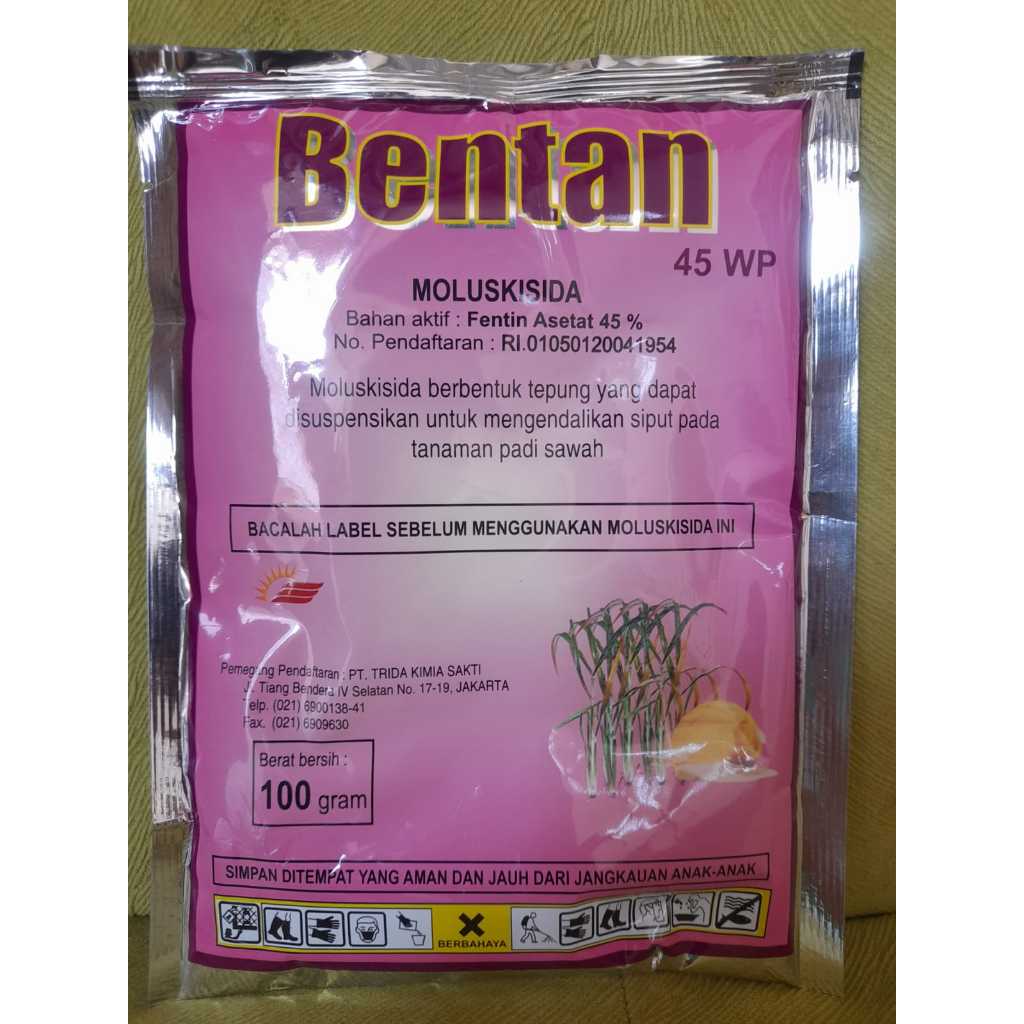 Bentan
45 WP
MOLUSKISIDA
Bahan aktif : Fentin Asetat 45 %
No. Pendaftaran : RI.01050120041954
Moluskisida berbentuk tepung yang dapat
disuspensikan untuk mengendalikan siput pada
tanaman padi sawah
BACALAH LABEL SEBELUM MENGGUNAKAN MOLUSKISIDA INI
Pemegang Pendaftaran : PT. TRIDA KIMIA SAKTI
Jl. Tiang Bendera IV Selatan No. 17-19, JAKARTA
Telp. (021) 6900138-41
Fax. (021) 6909630
Berat bersih :
100 gram
SIMPAN DITEMPAT YANG AMAN DAN JAUH DARI JANGKAUAN ANAK-ANAK
BERBAHAYA